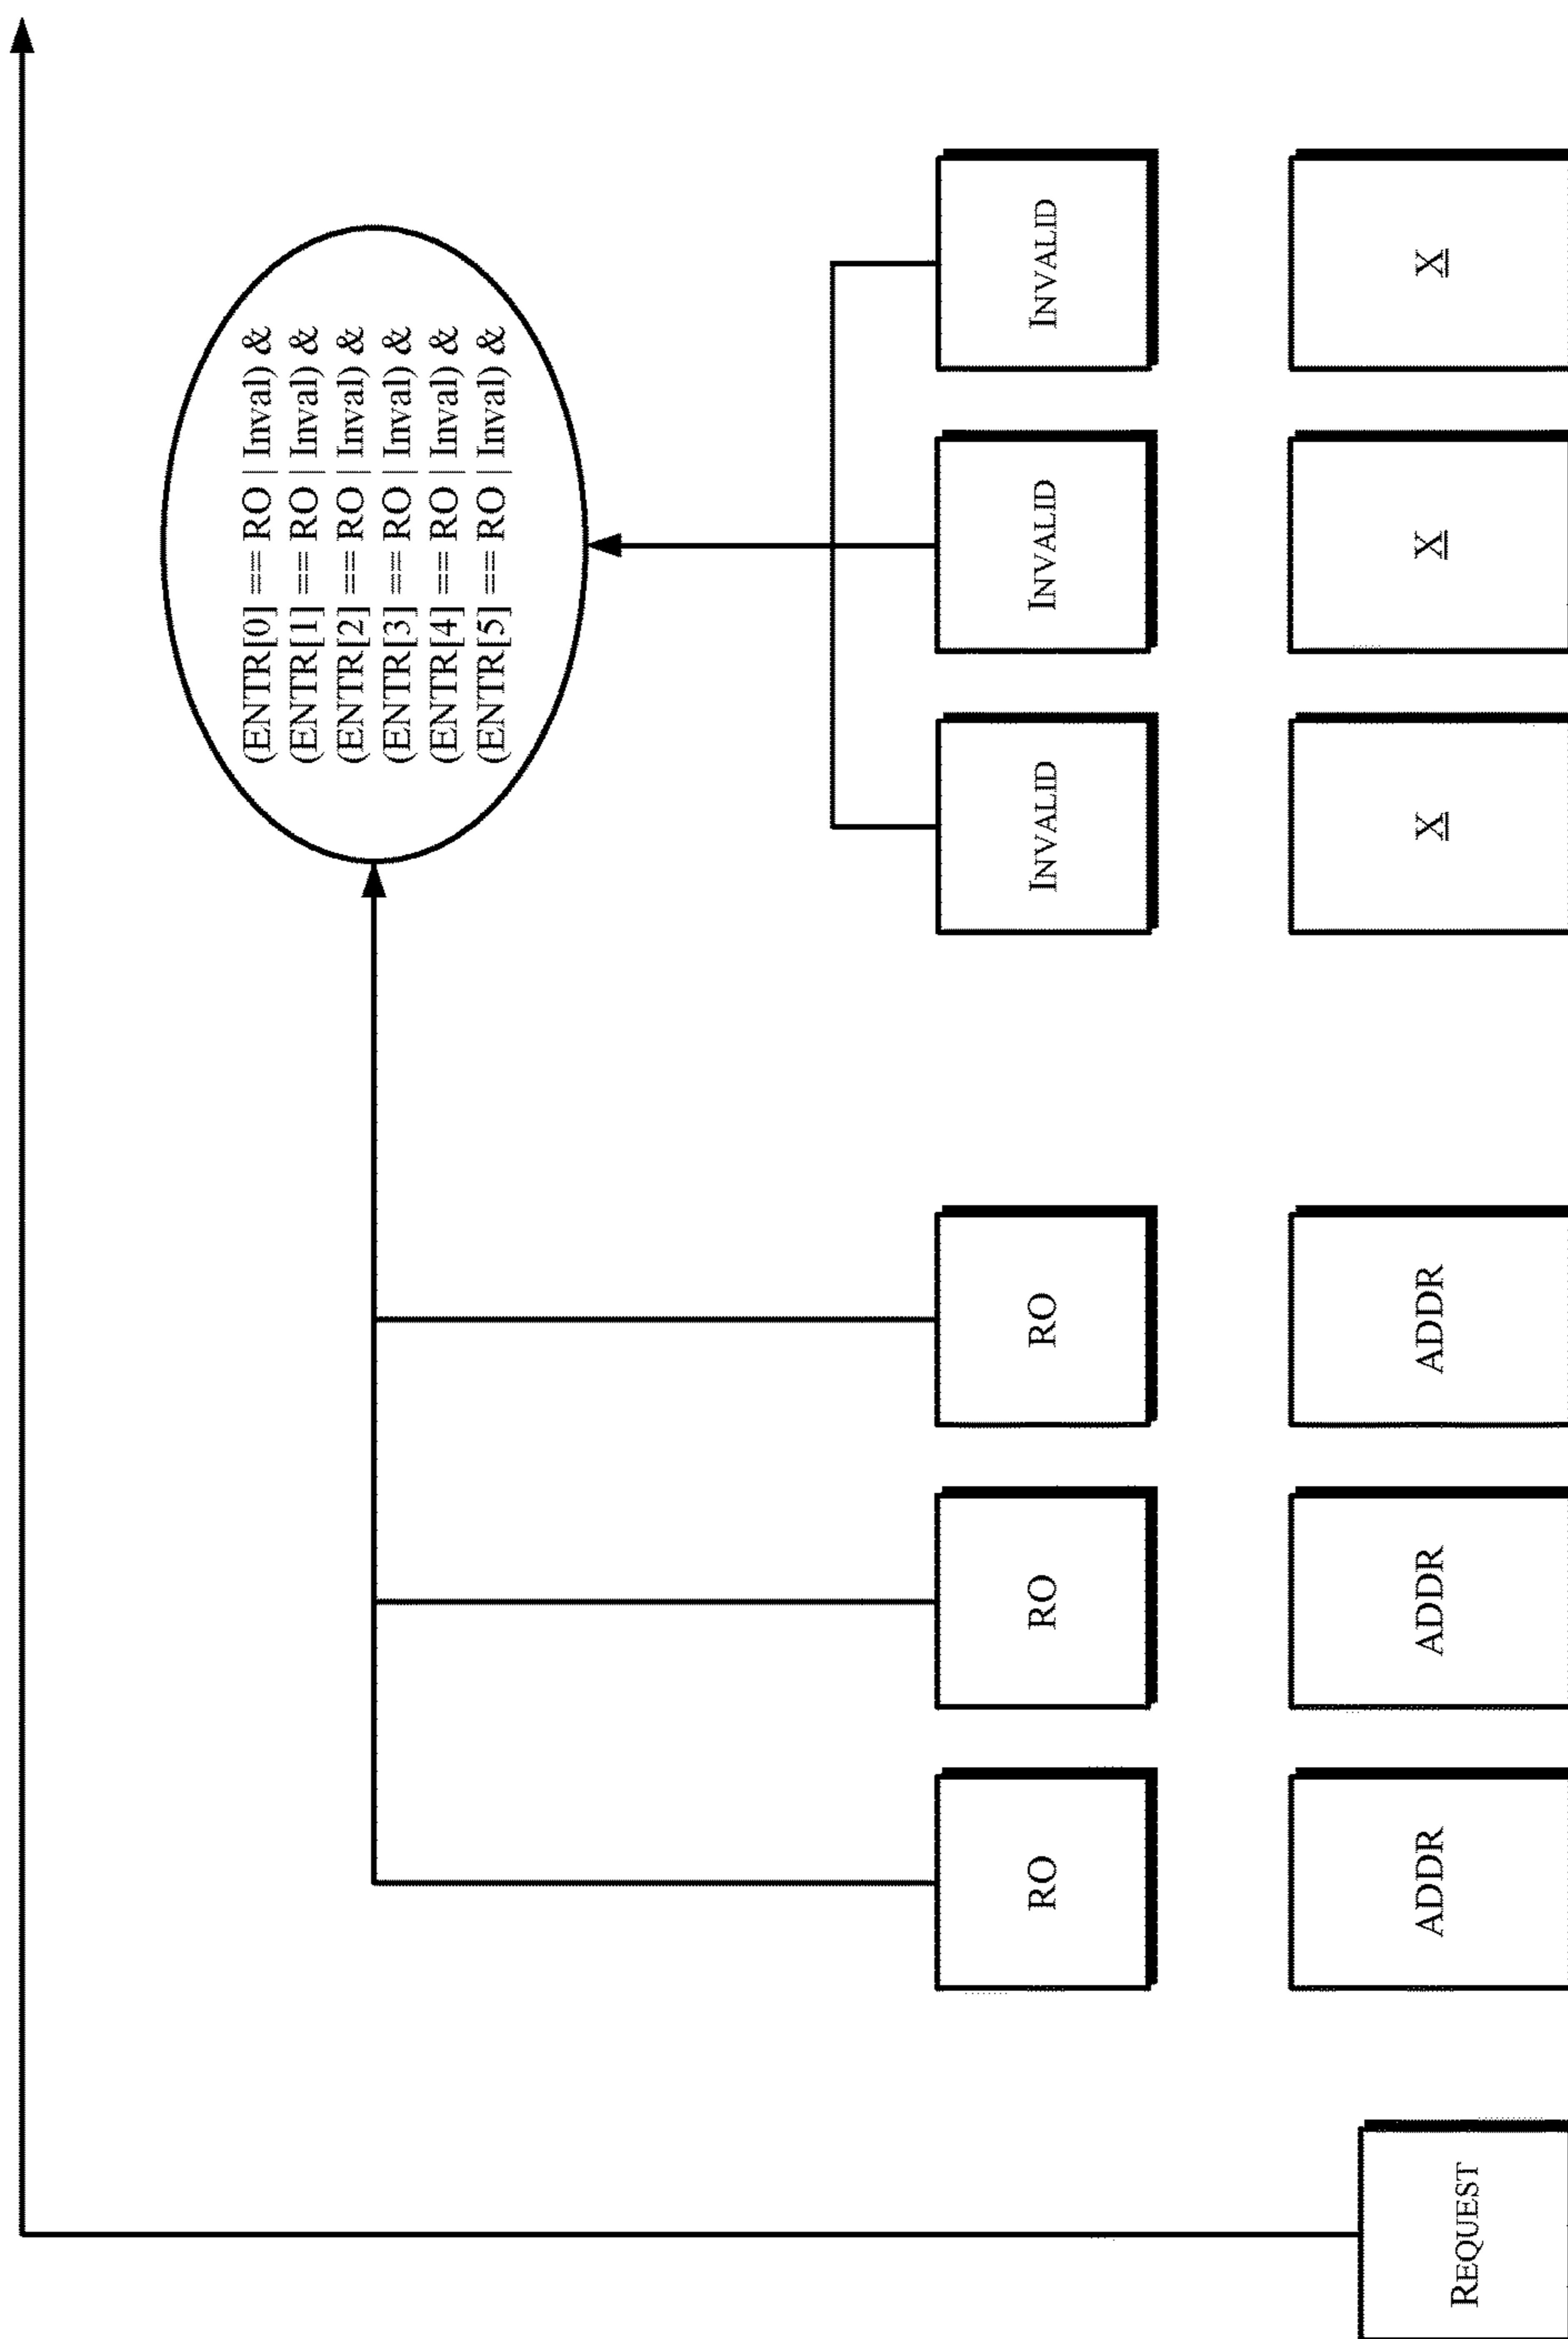 (ENTR[0] == RO | Inval) &
(ENTR[1] == RO | Inval) &
(ENTR[2] == RO | Inval) &
(ENTR[3] == RO | Inval) &
(ENTR[4] == RO | Inval) &
(ENTR[5] == RO | Inval) &
RO
RO
RO
INVALID
INVALID
INVALID
ADDR
ADDR
ADDR
X
X
X
REQUEST